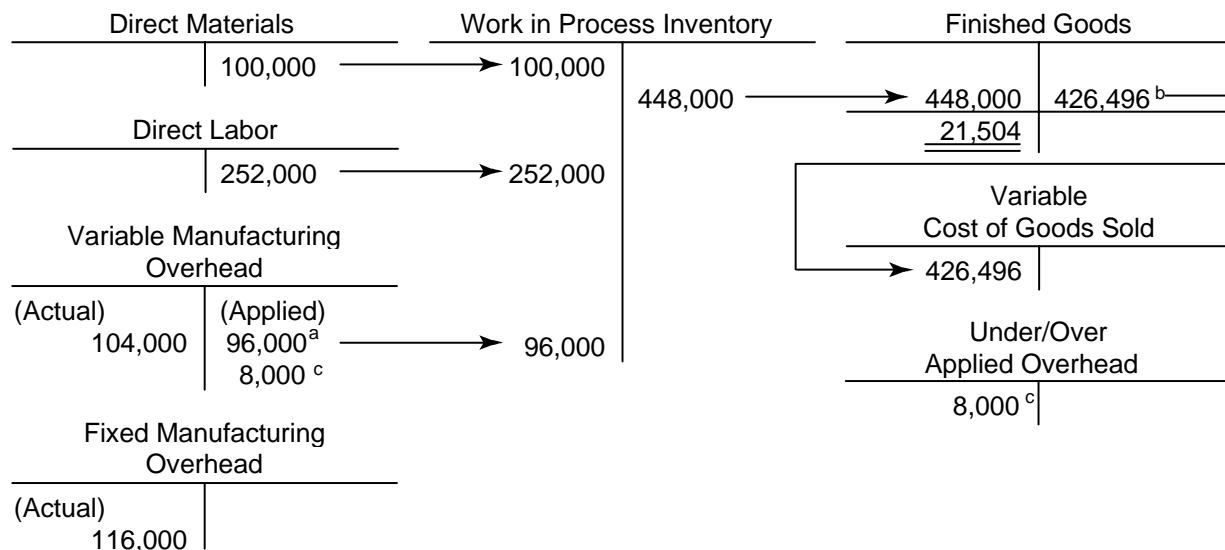 Direct Materials
100,000
Work in Process Inventory
100,000
448,000
Finished Goods
448,000 426,496 b
21,504
Direct Labor
252,000
252,000
Variable
Cost of Goods Sold
426,496
Variable Manufacturing
Overhead
(Actual) (Applied)
104,000 96,000 a
8,000 c
96,000
Under/Over
Applied Overhead
8,000 c
Fixed Manufacturing
Overhead
(Actual)
116,000